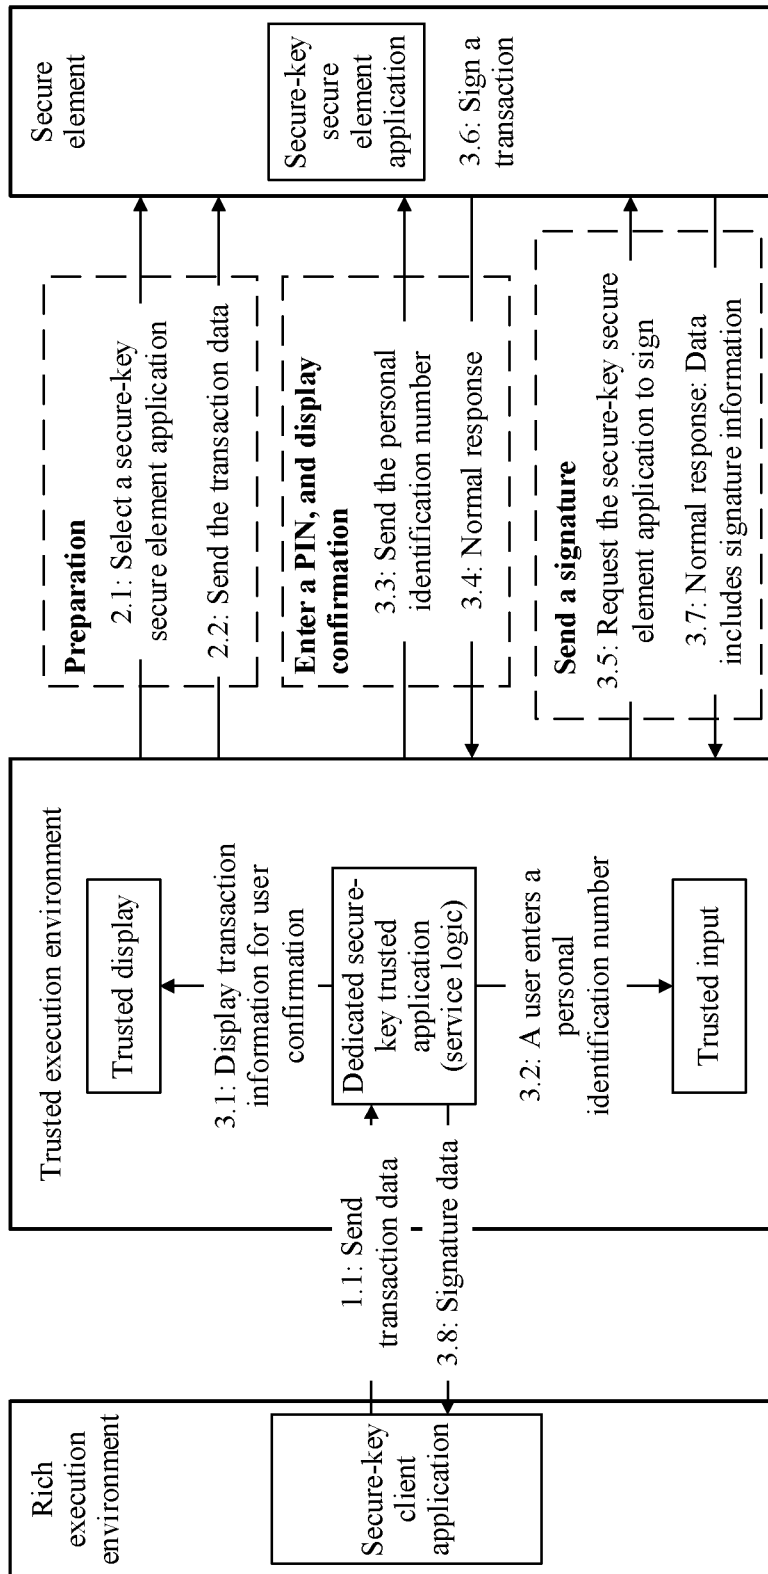 Rich
execution
environment
Secure-key
client
application
1.1: Send
transaction data
3.8: Signature data
Trusted execution environment
Trusted display
3.1: Display transaction
information for user
confirmation
Dedicated secure-
key trusted
application
(service logic)
3.2: A user enters a
personal
identification number
Trusted input
Preparation
2.1: Select a secure-key
secure element application
2.2: Send the transaction data
Enter a PIN, and display
confirmation
3.3: Send the personal
identification number
3.4: Normal response
Send a signature
3.5: Request the secure-key secure
element application to sign
3.7: Normal response: Data
includes signature information
Secure
element
Secure-key
secure
element
application
3.6: Sign a
transaction